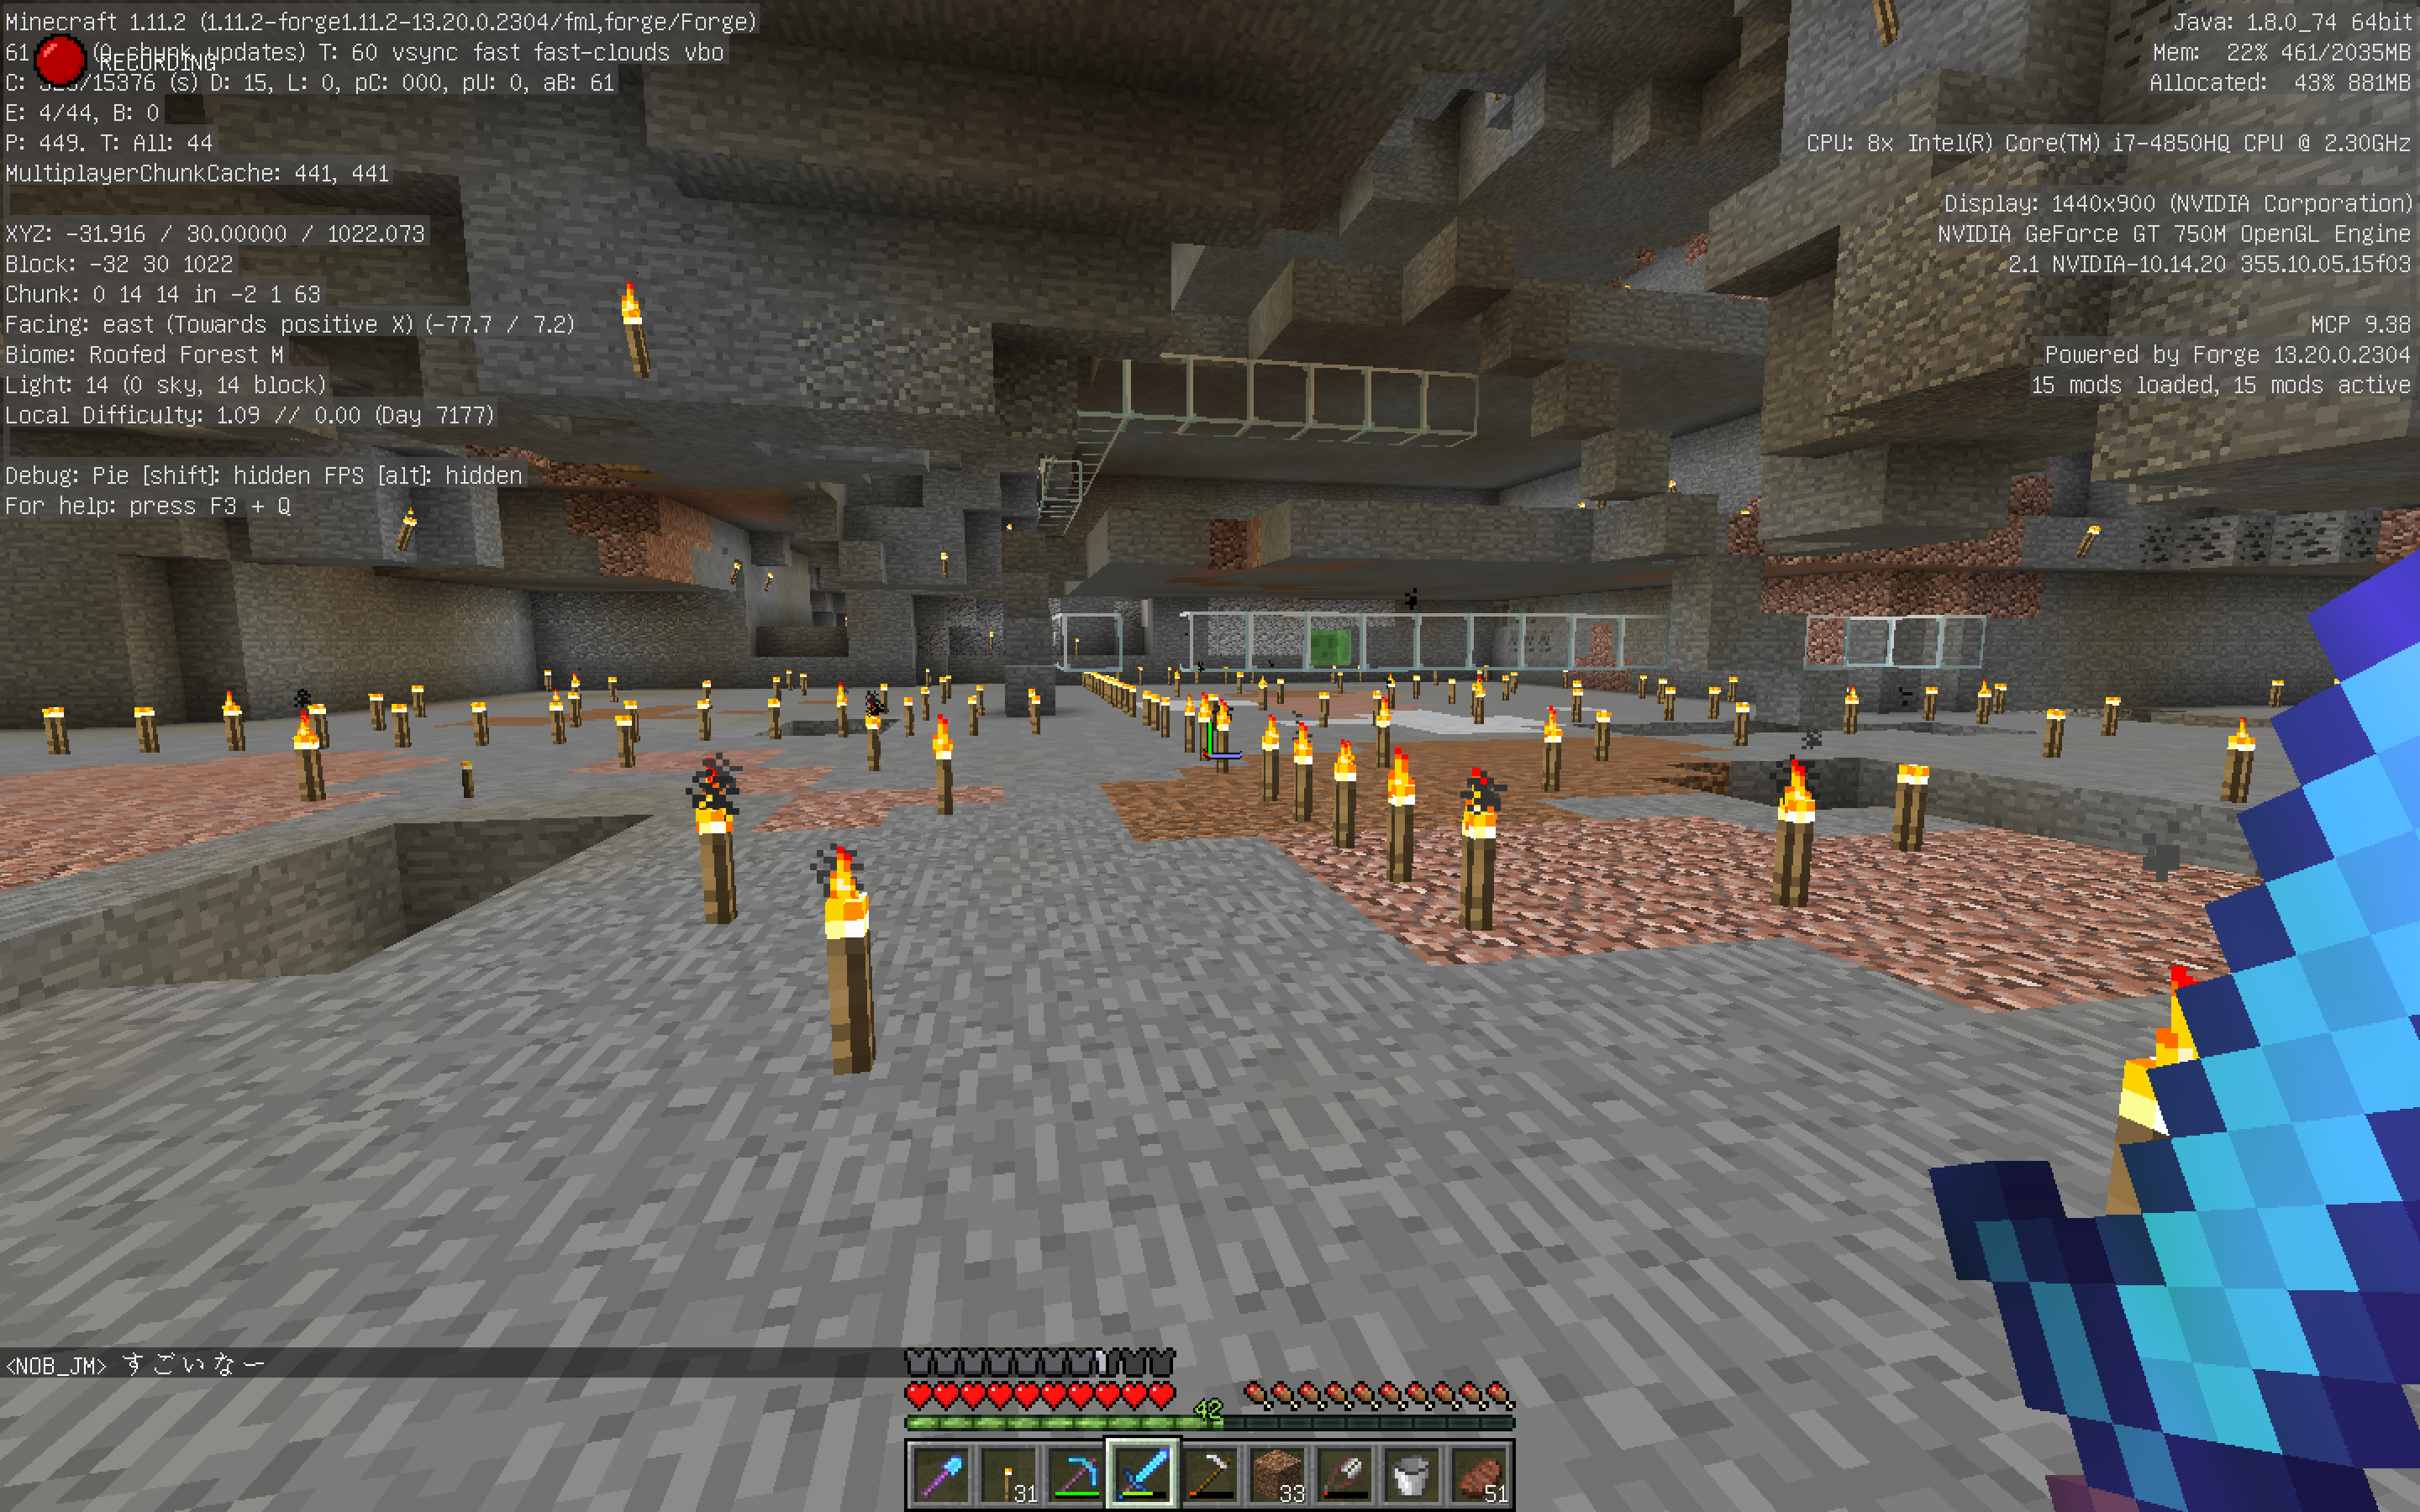 Minecraft 1.11.2 (1.11.2-forge1.11.2-13.20.0.2304/fml,forge/Forge)
61 (0 chunk updates) T: 60 vsync fast fast-clouds vbo
RECORDING
C: /15376 (s) D: 15, L: 0, pC: 000, pU: 0, aB: 61
E: 4/44, B: 0
P: 449. T: All: 44
MultiplayerChunkCache: 441, 441
XYZ: -31.916 / 30.00000 / 1022.073
Block: -32 30 1022
Chunk: 0 14 14 in -2 1 63
Facing: east (Towards positive X) (-77.7 / 7.2)
Biome: Roofed Forest M
Light: 14 (0 sky, 14 block)
Local Difficulty: 1.09 // 0.00 (Day 7177)
Debug: Pie [shift]: hidden FPS [alt]: hidden
For help: press F3 + Q
Java: 1.8.0_74 64bit
Mem: 22% 461/2035MB
Allocated: 43% 881MB
CPU: 8x Intel(R) Core(TM) i7-4850HQ CPU @ 2.30GHz
Display: 1440x900 (NVIDIA Corporation)
NVIDIA GeForce GT 750M OpenGL Engine
2.1 NVIDIA-10.14.20 355.10.05.15f03
MCP 9.38
Powered by Forge 13.20.0.2304
15 mods loaded, 15 mods active
<NOB_JM> すごいなー
42
31
33
51